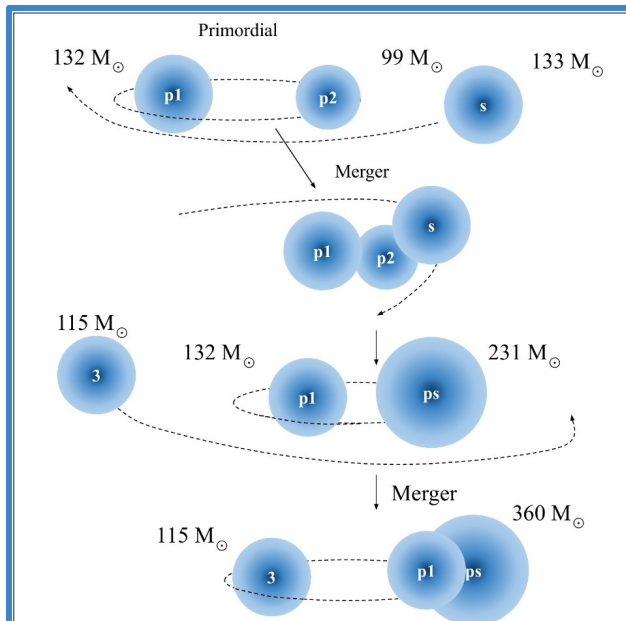 Primordial
132 M☉ 99 M☉ 133 M☉
p1 p2 s
Merger
s
p1 p2
115 M☉
132 M☉ 231 M☉
3
p1 ps
Merger
360 M☉
115 M☉
3 p1 ps